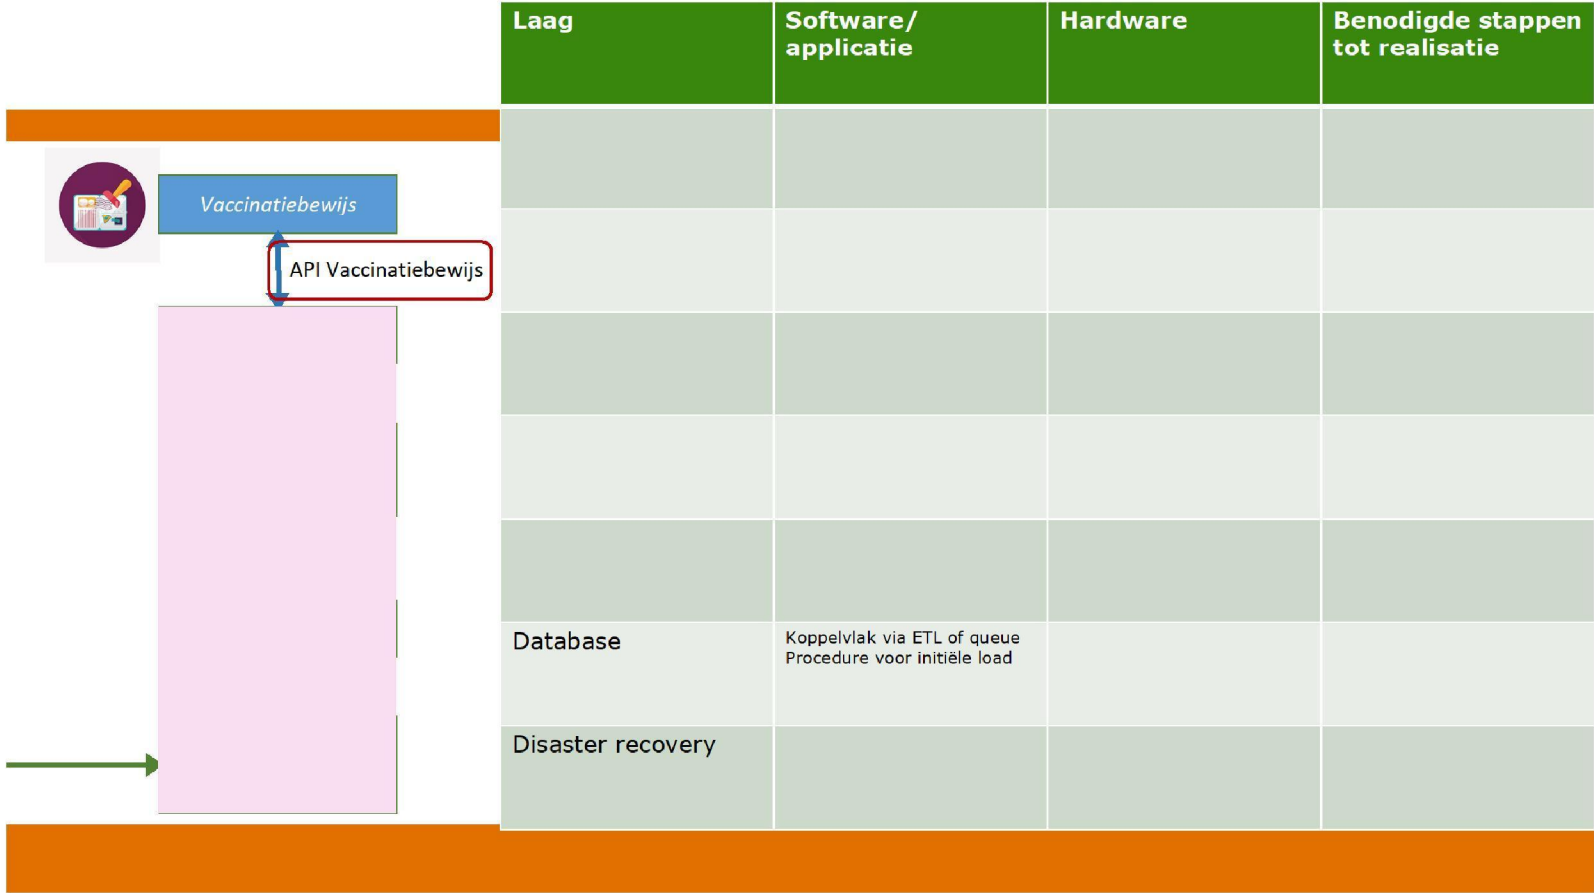 Laag
Software/
applicatie
Hardware
Benodigde stappen
tot realisatie
Vaccinatiebewijs
API Vaccinatiebewijs
Database
Koppelvlak via ETL of queue
Procedure voor initiële load
Disaster recovery